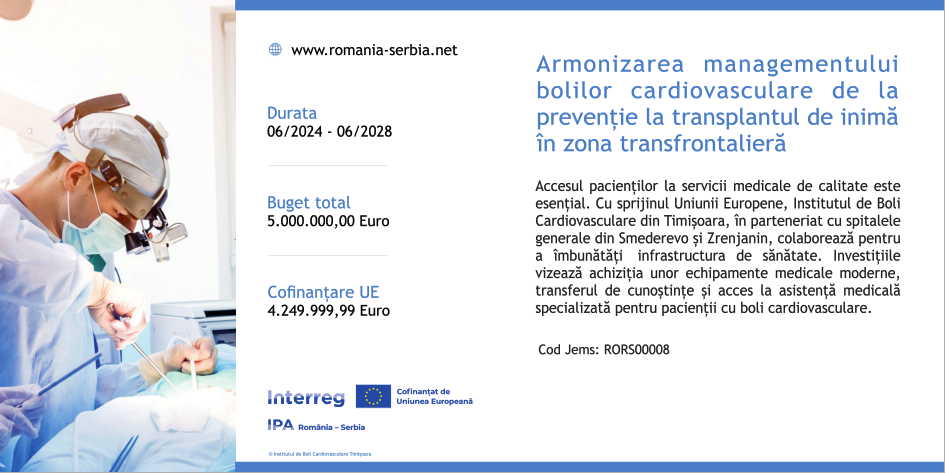 www.romania-serbia.net
Durata
06/2024 - 06/2028
Buget total
5.000.000,00 Euro
Cofinanțare UE
4.249.999,99 Euro
Interreg
Cofinanțat de
Uniunea Europeană
IPA România – Serbia
© Institutul de Boli Cardiovasculare Timișoara
Armonizarea managementului
bolilor cardiovasculare de la
prevenție la transplantul de inimă
în zona transfrontalieră
Accesul pacienților la servicii medicale de calitate este
esențial. Cu sprijinul Uniunii Europene, Institutul de Boli
Cardiovasculare din Timișoara, în parteneriat cu spitalele
generale din Smederevo și Zrenjanin, colaborează pentru
a îmbunătăți infrastructura de sănătate. Investițiile
vizează achiziția unor echipamente medicale moderne,
transferul de cunoștințe și acces la asistență medicală
specializată pentru pacienții cu boli cardiovasculare.
Cod Jems: RORS00008